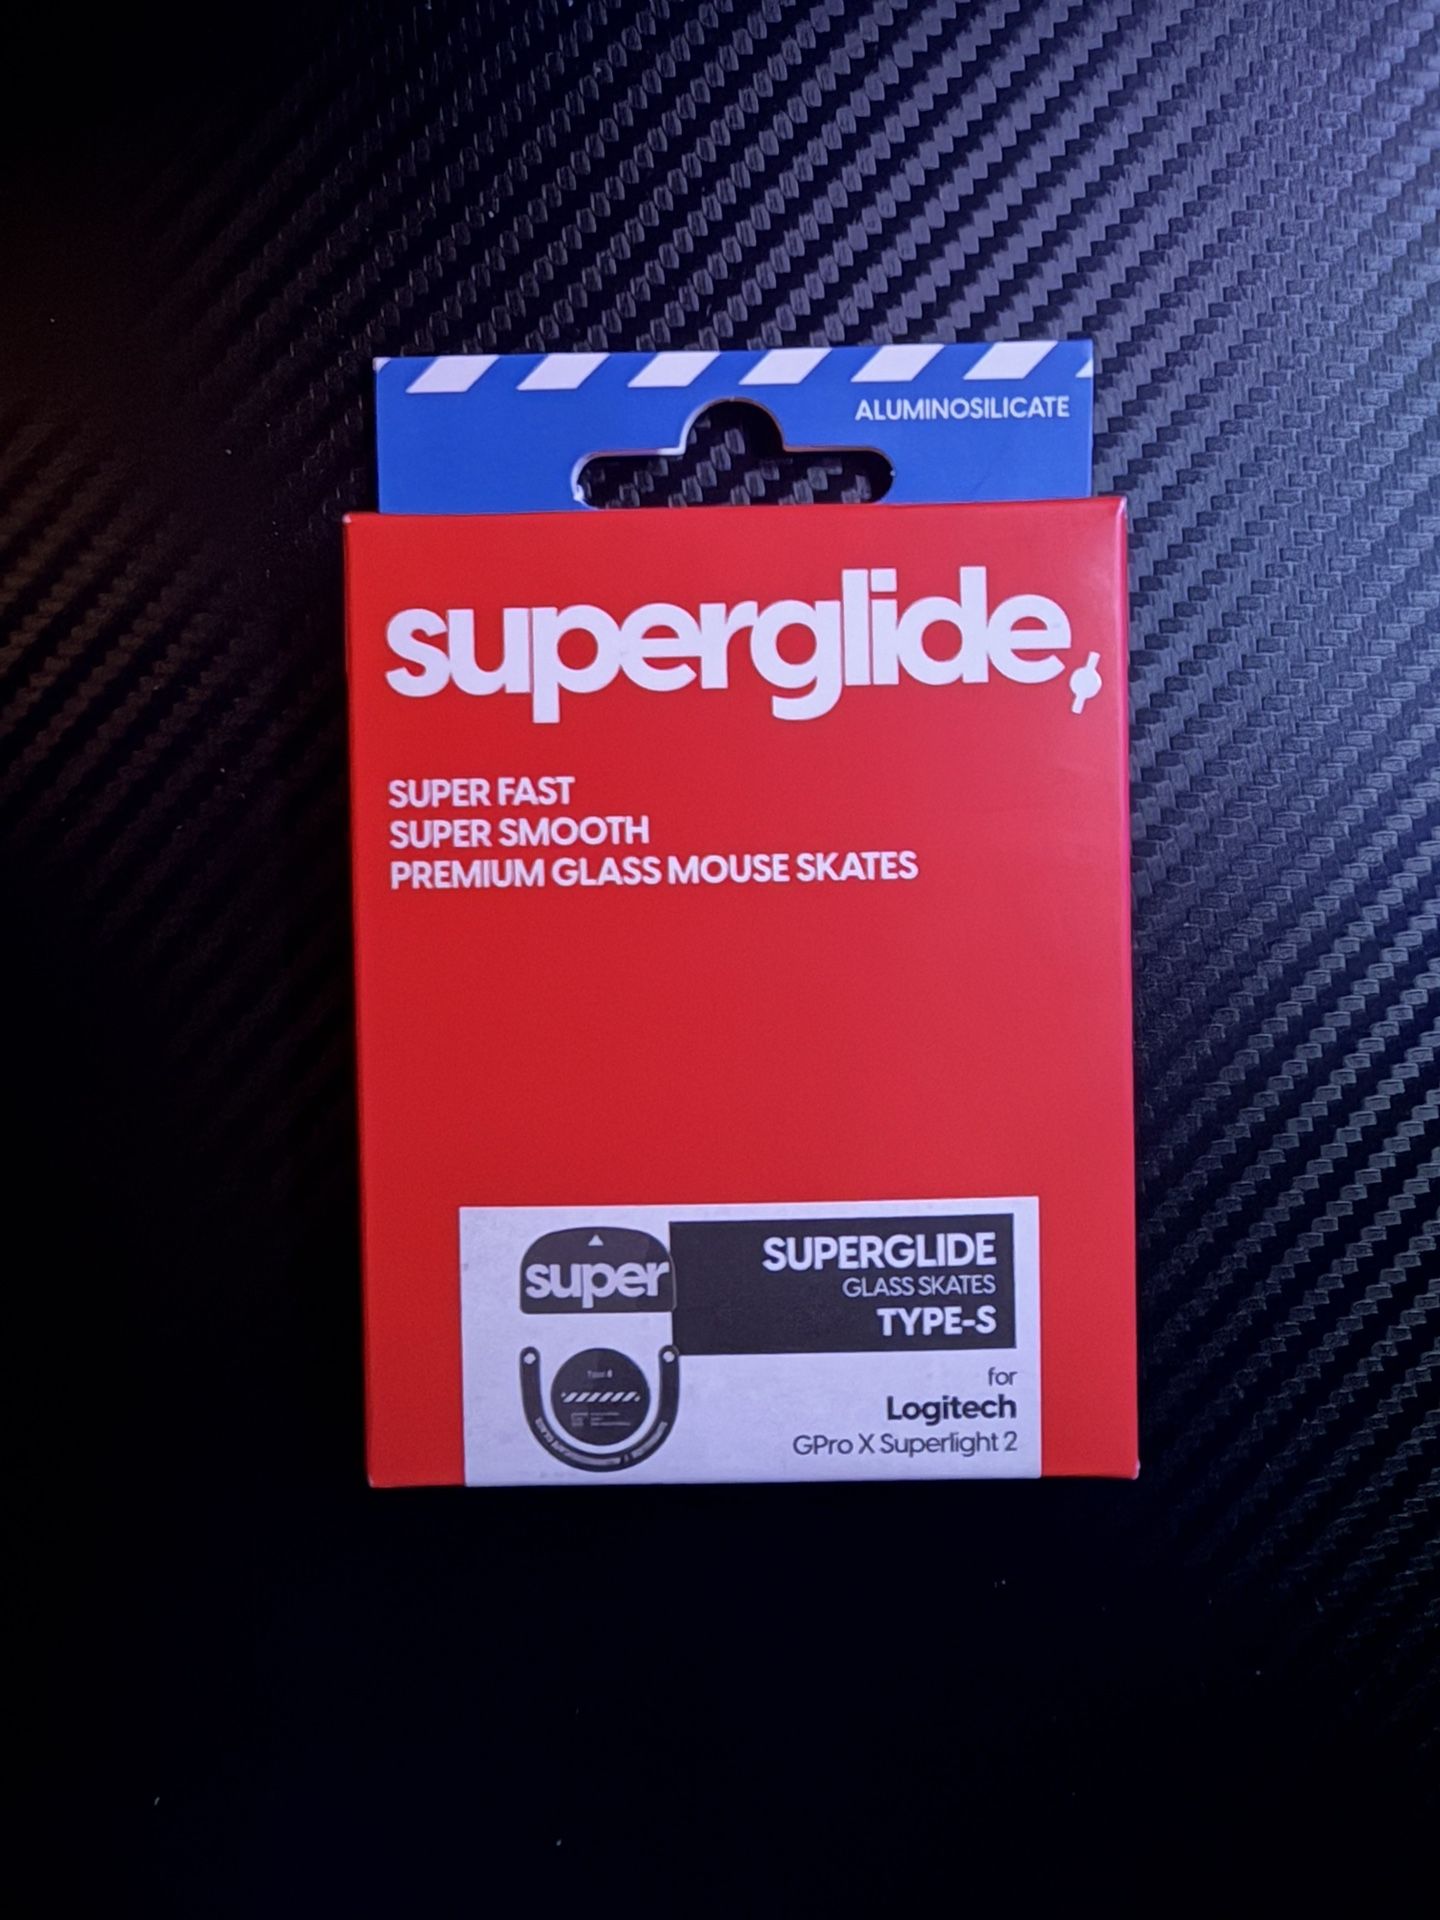 ALUMINOSILICATE
superglide
SUPER FAST
SUPER SMOOTH
PREMIUM GLASS MOUSE SKATES
super
SUPERGLIDE
GLASS SKATES
TYPE-S
for
Logitech
GPro X Superlight 2